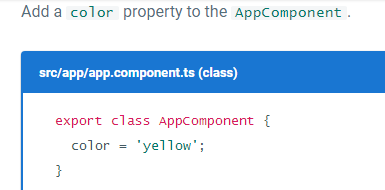 Add a color property to the AppComponent.
src/app/app.component.ts (class)
export class AppComponent {
  color = 'yellow';
}